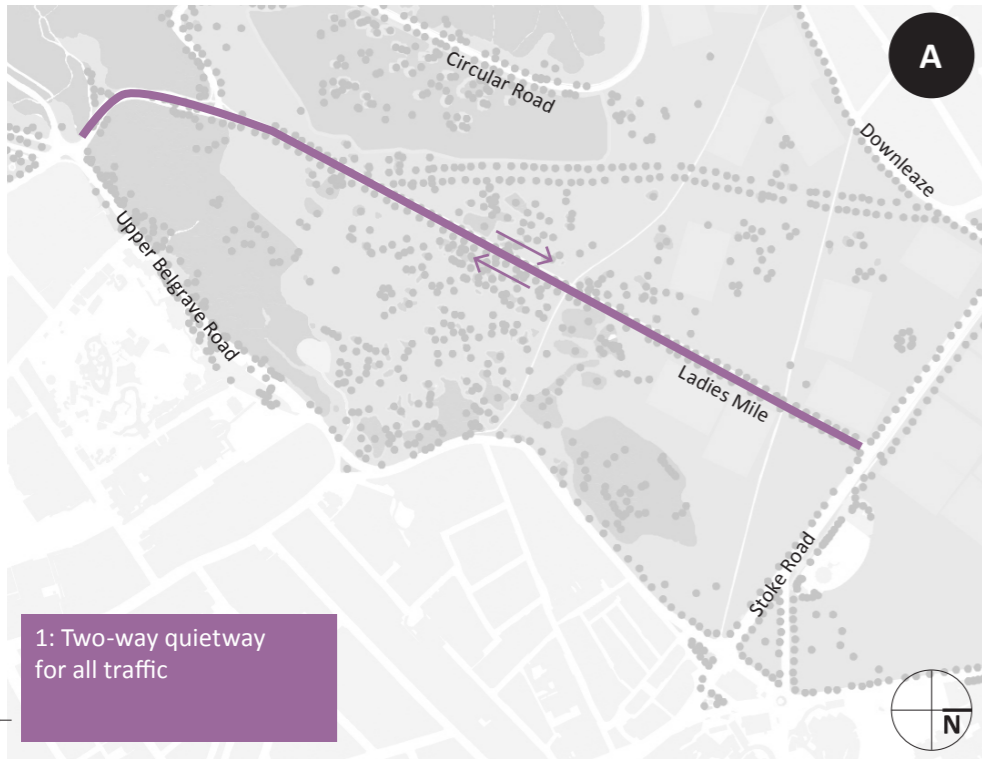 A
Circular Road
Downleaze
Upper Belgrave Road
Ladies Mile
Stoke Road
1: Two-way quietway
for all traffic
N